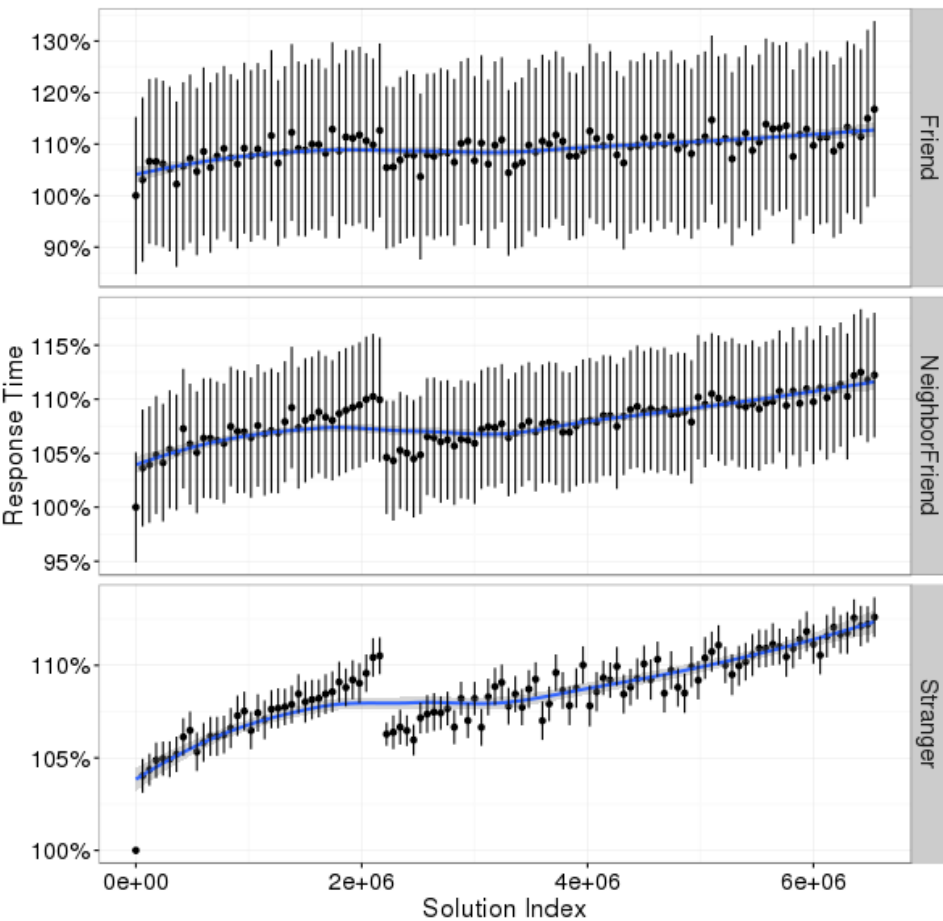 130%
120%
110%
100%
90%
Friend
115%
110%
105%
100%
95%
NeighborFriend
Response Time
110%
105%
100%
Stranger
0e+00 2e+06 4e+06 6e+06
Solution Index